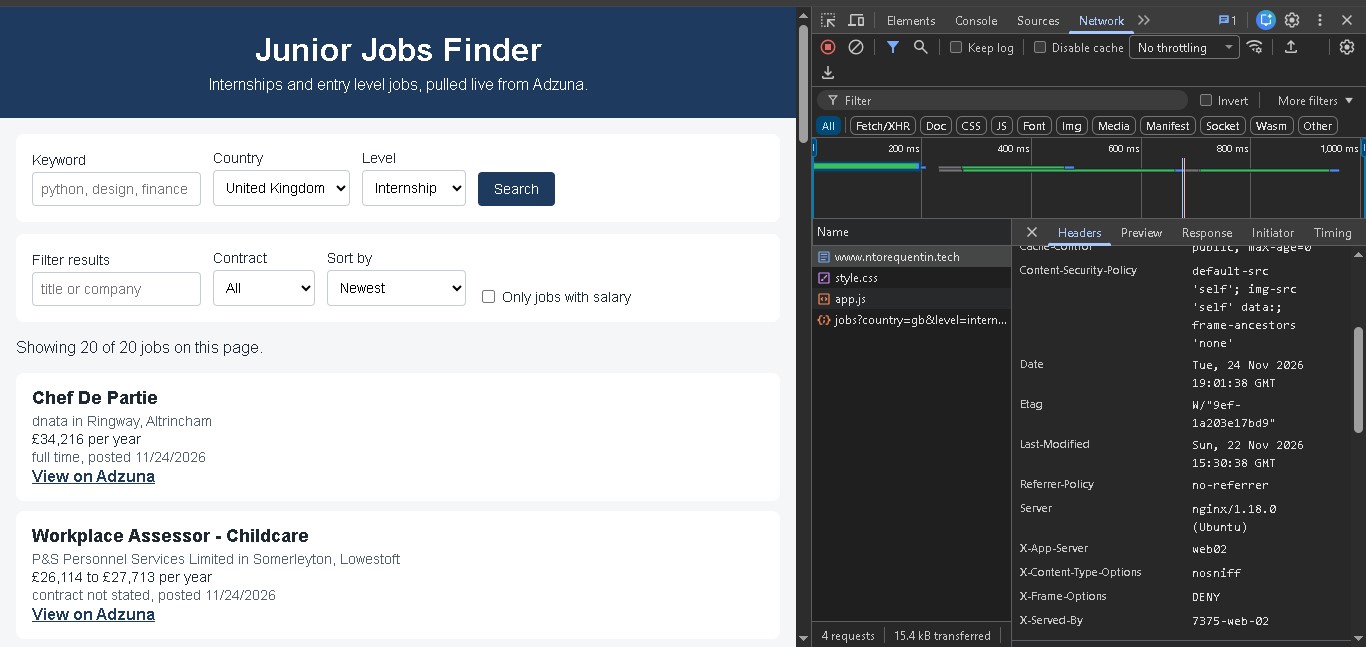 Junior Jobs Finder
Internships and entry level jobs, pulled live from Adzuna.
Keyword
python, design, finance
Country
United Kingdom
Level
Internship
Search
Filter results
title or company
Contract
All
Sort by
Newest
Only jobs with salary
Showing 20 of 20 jobs on this page.
Chef De Partie
dnata in Ringway, Altrincham
£34,216 per year
full time, posted 11/24/2026
View on Adzuna
Workplace Assessor - Childcare
P&S Personnel Services Limited in Somerleyton, Lowestoft
£26,114 to £27,713 per year
contract not stated, posted 11/24/2026
View on Adzuna
Elements Console Sources Network 1
Keep log Disable cache No throttling
Filter Invert More filters
All Fetch/XHR Doc CSS JS Font Img Media Manifest Socket Wasm Other
200 ms 400 ms 600 ms 800 ms 1,000 ms
Name
www.ntorequentin.tech
style.css
app.js
jobs?country=gb&level=intern...
Headers Preview Response Initiator Timing
Cache-Control public, max-age=0
Content-Security-Policy default-src
'self'; img-src
'self' data:;
frame-ancestors
'none'
Date Tue, 24 Nov 2026
19:01:38 GMT
Etag W/"9ef-
1a203e17bd9"
Last-Modified Sun, 22 Nov 2026
15:30:38 GMT
Referrer-Policy no-referrer
Server nginx/1.18.0
(Ubuntu)
X-App-Server web02
X-Content-Type-Options nosniff
X-Frame-Options DENY
X-Served-By 7375-web-02
4 requests 15.4 kB transferred